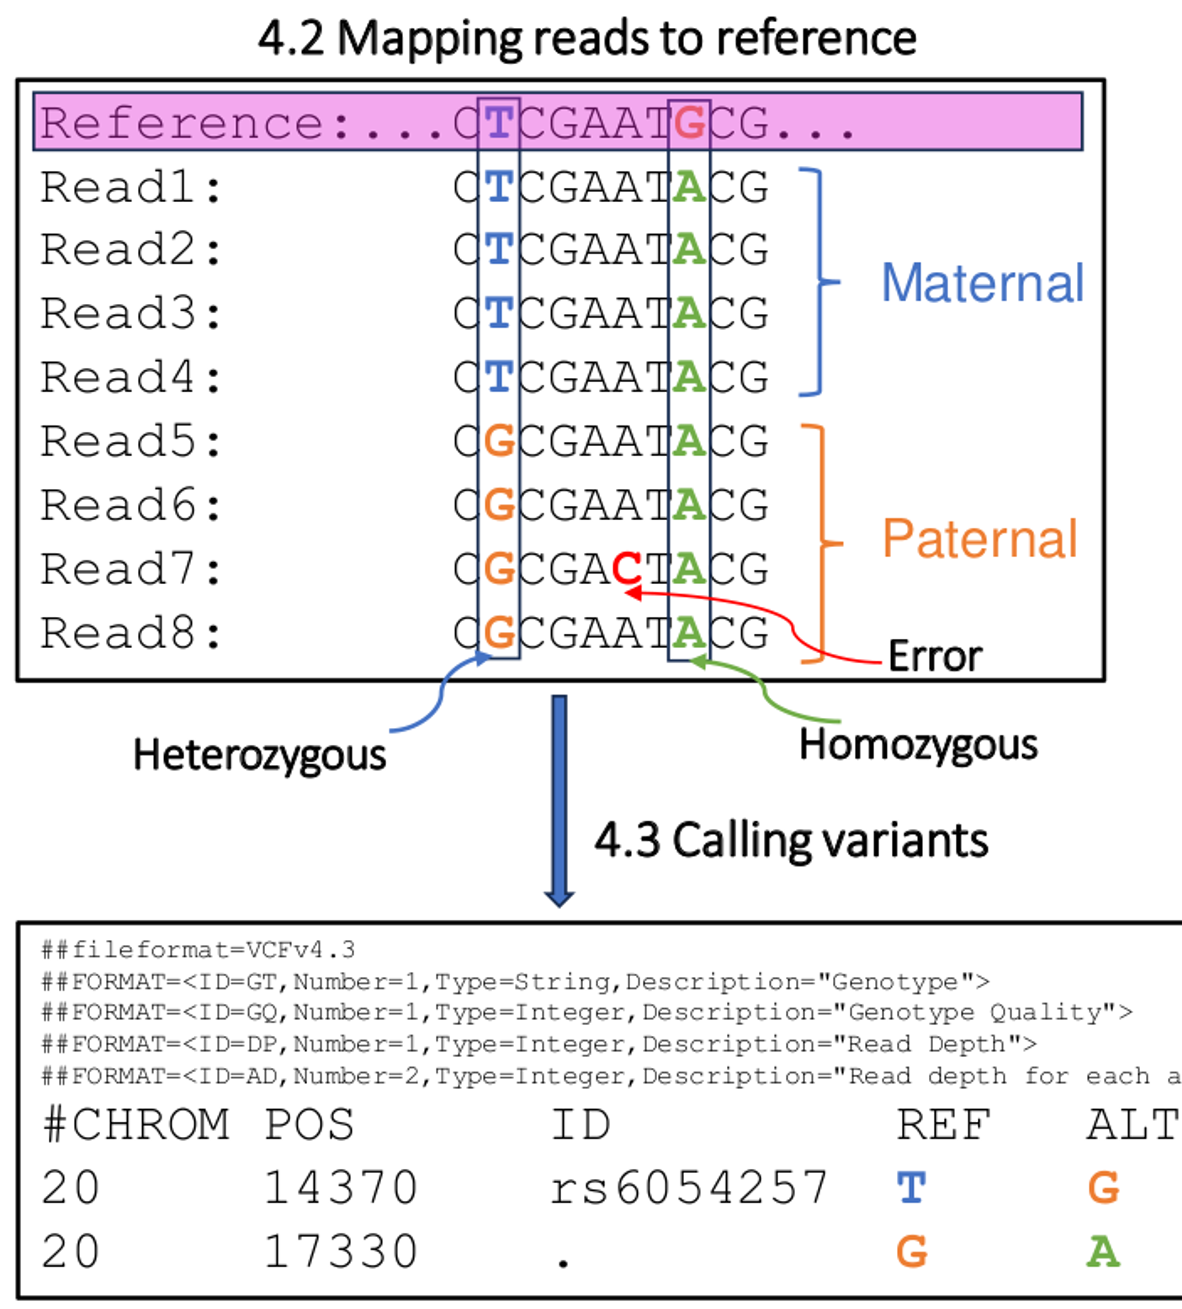 4.2 Mapping reads to reference
Reference:...CTCGAATGCG...
Read1: CTCGAATACG
Read2: CTCGAATACG
Read3: CTCGAATACG
Read4: CTCGAATACG
Maternal
Read5: CGCGAATACG
Read6: CGCGAATACG
Read7: CGCGACTACG
Read8: CGCGAATACG
Paternal
Error
Heterozygous
Homozygous
4.3 Calling variants
##fileformat=VCFv4.3
##FORMAT=<ID=GT,Number=1,Type=String,Description="Genotype">
##FORMAT=<ID=GQ,Number=1,Type=Integer,Description="Genotype Quality">
##FORMAT=<ID=DP,Number=1,Type=Integer,Description="Read Depth">
##FORMAT=<ID=AD,Number=2,Type=Integer,Description="Read depth for each a
#CHROM POS ID REF ALT
20 14370 rs6054257 T G
20 17330 . G A